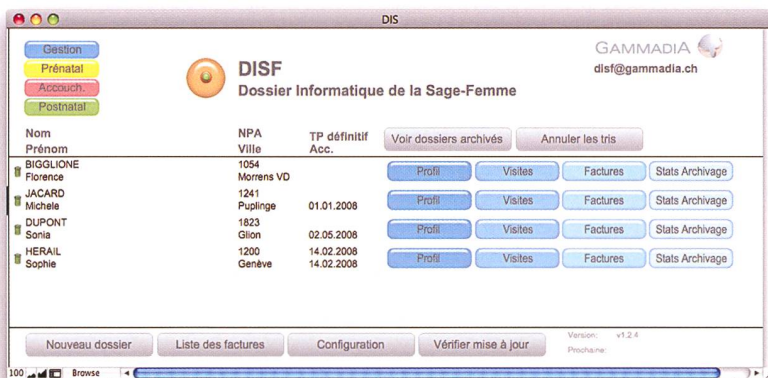 DIS
Gestion
Prénatal
Accouch.
Postnatal
DISF
Dossier Informatique de la Sage-Femme
GAMMADIA
disf@gammadia.ch
Nom
Prénom
NPA
Ville
TP définitif
Acc.
Voir dossiers archivés
Annuler les tris
BIGGLIONE 1054
Florence Morrens VD
Profil Visites Factures Stats Archivage
JACARD 1241
Michele Puplinge 01.01.2008
Profil Visites Factures Stats Archivage
DUPONT 1823
Sonia Glion 02.05.2008
Profil Visites Factures Stats Archivage
HERAIL 1200 14.02.2008
Sophie Genève 14.02.2008
Profil Visites Factures Stats Archivage
Nouveau dossier Liste des factures Configuration Vérifier mise à jour
Version: v1.2.4
Prochaine:
100 Browse